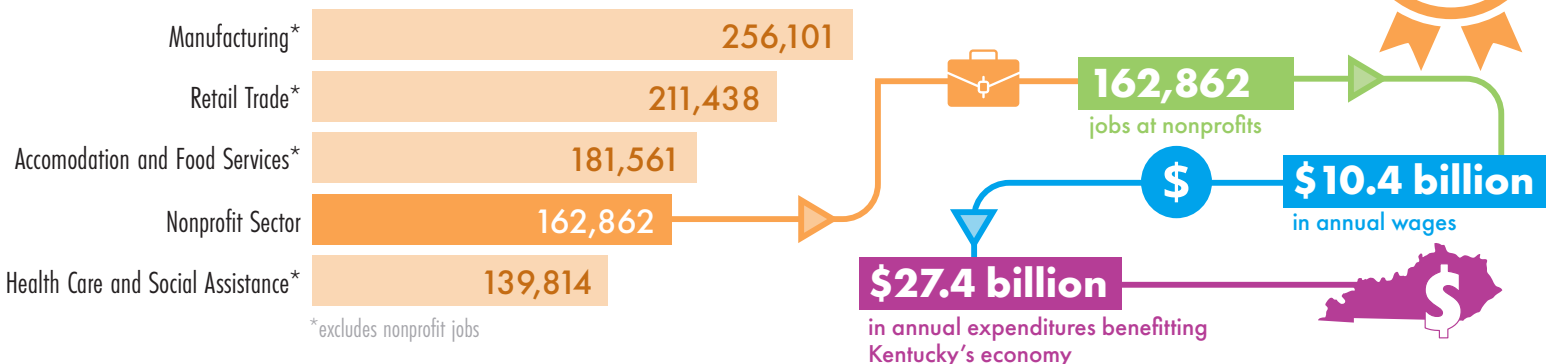 Manufacturing*
256,101
Retail Trade*
211,438
Accomodation and Food Services*
181,561
Nonprofit Sector
162,862
Health Care and Social Assistance*
139,814
*excludes nonprofit jobs
162,862
jobs at nonprofits
$
$10.4 billion
in annual wages
$27.4 billion
in annual expenditures benefitting
Kentucky's economy
$